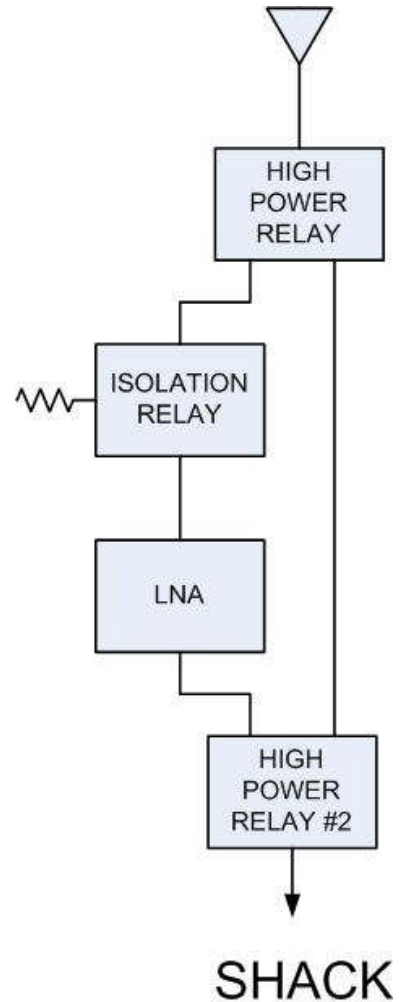 HIGH
POWER
RELAY
ISOLATION
RELAY
LNA
HIGH
POWER
RELAY #2
SHACK